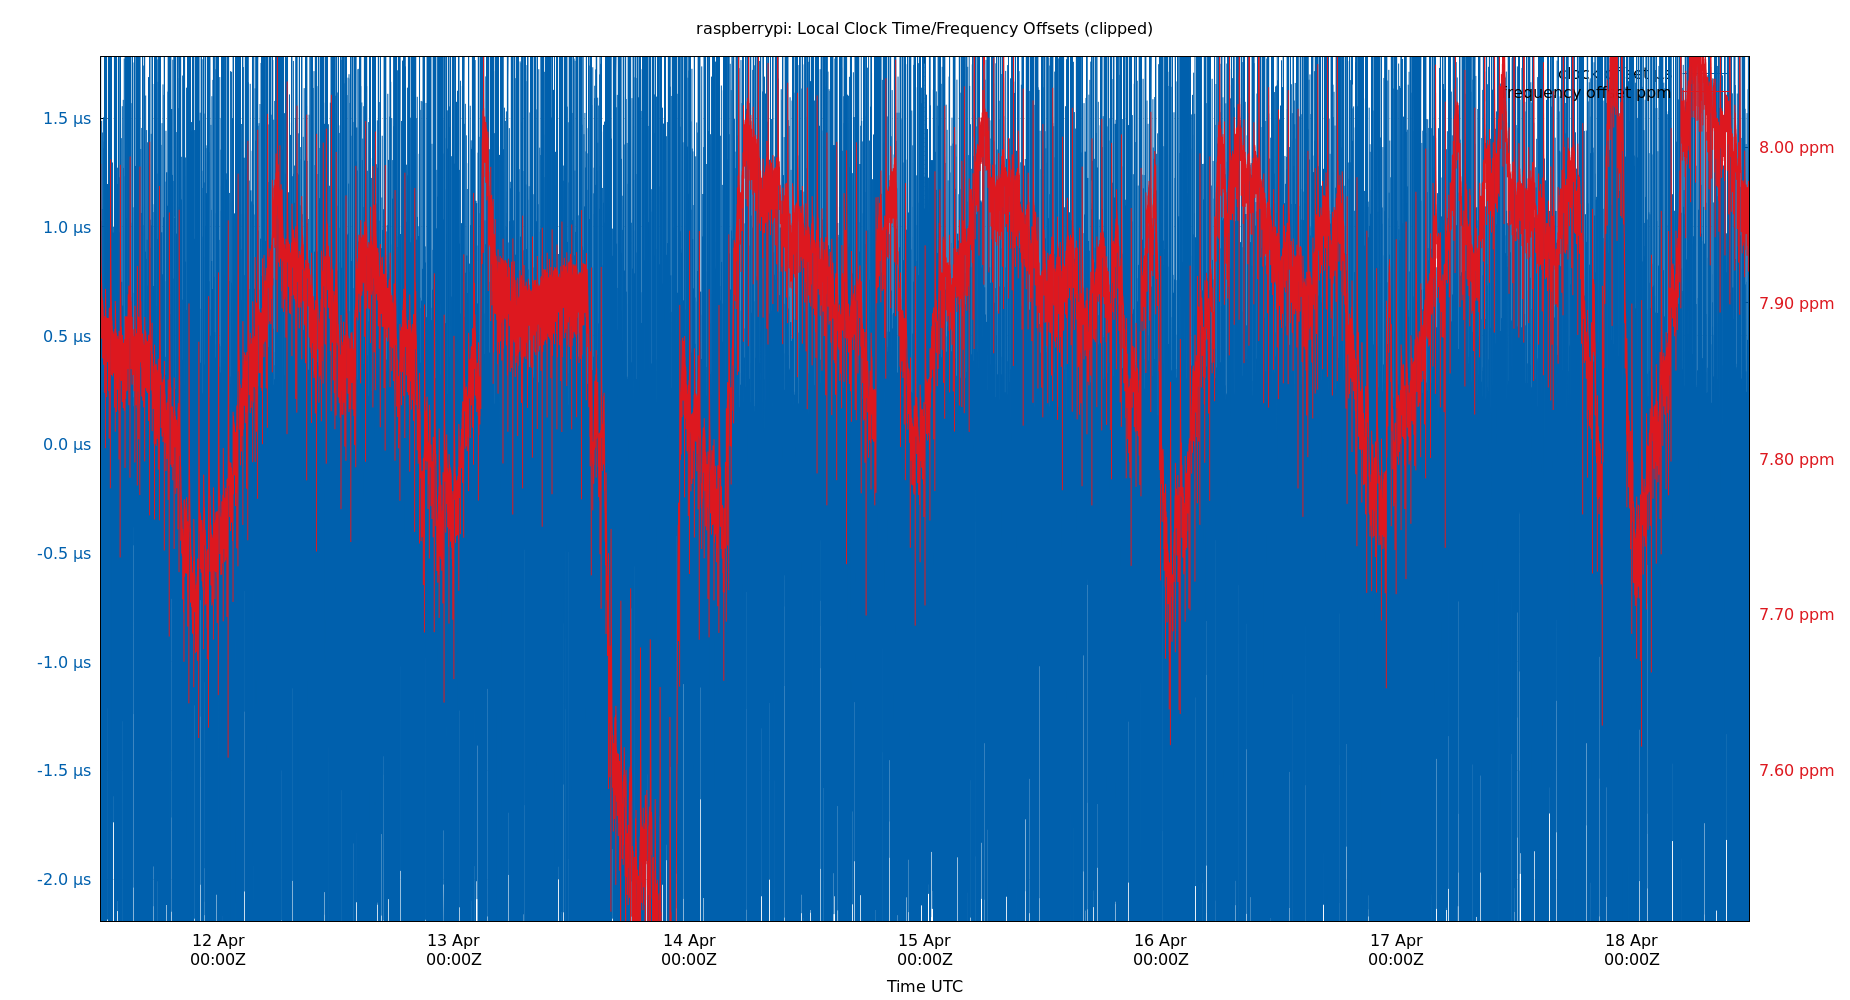 raspberrypi: Local Clock Time/Frequency Offsets (clipped)
clock offset µs
frequency offset ppm
1.5 µs
1.0 µs
0.5 µs
0.0 µs
-0.5 µs
-1.0 µs
-1.5 µs
-2.0 µs
8.00 ppm
7.90 ppm
7.80 ppm
7.70 ppm
7.60 ppm
12 Apr
00:00Z
13 Apr
00:00Z
14 Apr
00:00Z
15 Apr
00:00Z
16 Apr
00:00Z
17 Apr
00:00Z
18 Apr
00:00Z
Time UTC